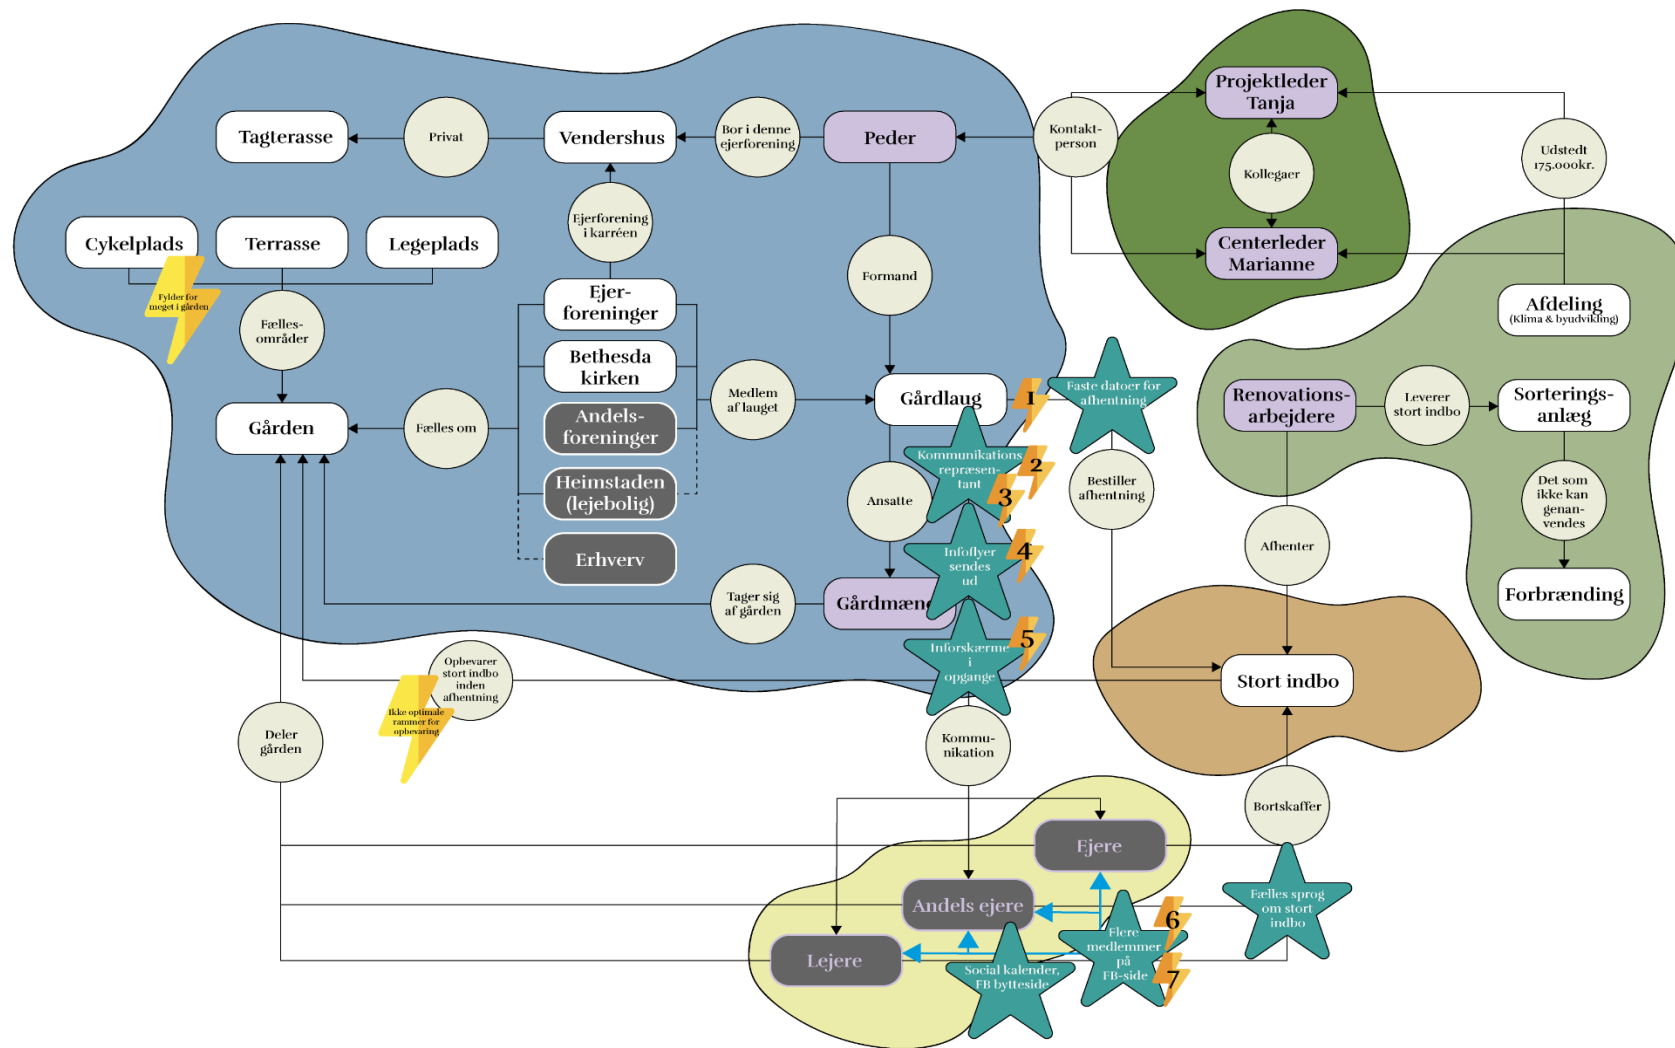 Projektleder
Tanja
Tagterasse
Privat
Vendershus
Bor i denne
ejerforening
Peder
Kontakt-
person
Kollegaer
Udstedt
175.000kr.
Cykelplads
Terrasse
Legeplads
Ejerforening
i karréen
Centerleder
Marianne
Fylder for
meget i gården
Fælles-
områder
Ejer-
foreninger
Formand
Afdeling
(Klima & byudvikling)
Bethesda
kirken
Gården
Fælles om
Andels-
foreninger
Medlem
af lauget
Gårdlaug
1
Faste datoer for
afhentning
Renovations-
arbejdere
Leverer
stort indbo
Sorterings-
anlæg
Heimstaden
(lejebolig)
Ansatte
Kommunikations
repræsen-
tant
2
3
Bestiller
afhentning
Det som
ikke kan
genan-
vendes
Erhverv
Infoflyer
sendes
ud
4
Afhenter
Tager sig
af gården
Gårdmænd
Forbrænding
Inforskærme
i
opgange
5
Opbevarer
stort indbo
inden
afhentning
Stort indbo
Ikke optimale
rammer for
opbevaring
Deler
gården
Kommu-
nikation
Bortskaffer
Ejere
Andels ejere
Fælles sprog
om stort
indbo
Lejere
Flere
medlemmer
på
FB-side
6
7
Social kalender,
FB bytteside